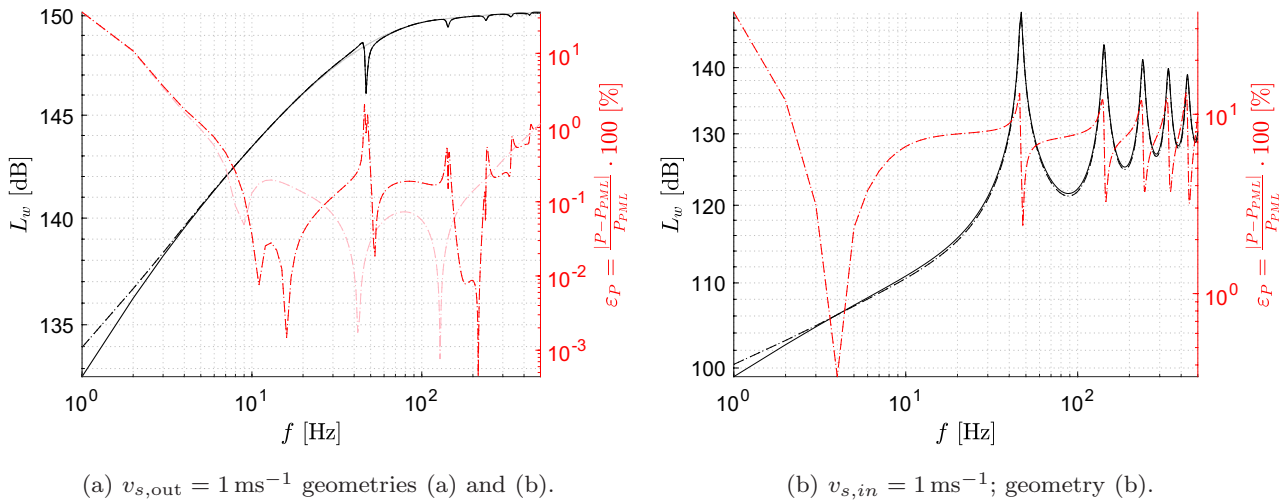 150
145
140
135
L_w [dB]
10^1
10^0
10^-1
10^-2
10^-3
ε_P = |P−P_PML| / P_PML · 100 [%]
10^0 10^1 10^2
f [Hz]
(a) v_s,out = 1 ms^−1 geometries (a) and (b).
140
130
120
110
100
L_w [dB]
10^1
10^0
ε_P = |P−P_PML| / P_PML · 100 [%]
10^0 10^1 10^2
f [Hz]
(b) v_s,in = 1 ms^−1; geometry (b).